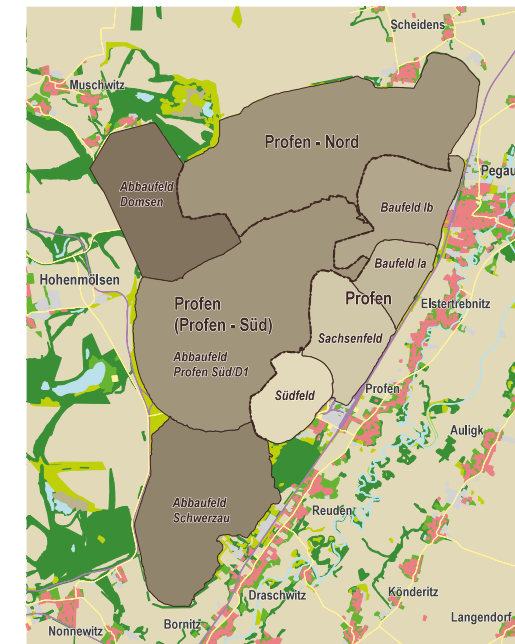 Scheidens
Muschwitz
Profen - Nord
Pegau
Abbaufeld
Domsen
Baufeld Ib
Baufeld Ia
Hohenmölsen
Profen
Elstertrebnitz
Profen
(Profen - Süd)
Sachsenfeld
Abbaufeld
Profen Süd/D1
Südfeld
Profen
Auligk
Abbaufeld
Schwerzau
Reuden
Draschwitz
Könderitz
Bornitz
Langendorf
Nonnewitz